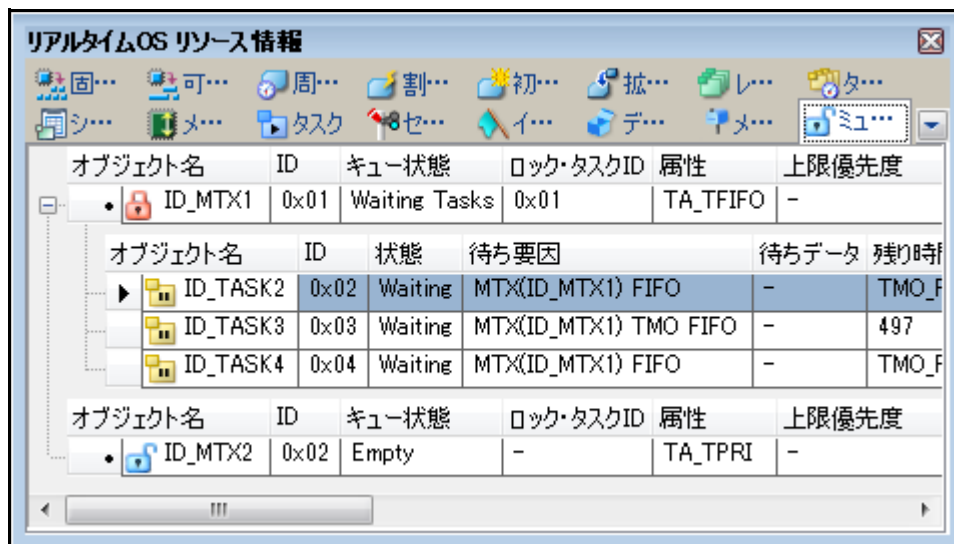 リアルタイムOS リソース情報
固… 可… 周… 割… 初… 拡… レ… タ…
シ… メ… タスク セ… イ… デ… メ… ミュ…
オブジェクト名 ID キュー状態 ロック・タスクID 属性 上限優先度
ID_MTX1 0x01 Waiting Tasks 0x01 TA_TFIFO -
オブジェクト名 ID 状態 待ち要因 待ちデータ 残り時
ID_TASK2 0x02 Waiting MTX(ID_MTX1) FIFO - TMO_F
ID_TASK3 0x03 Waiting MTX(ID_MTX1) TMO FIFO - 497
ID_TASK4 0x04 Waiting MTX(ID_MTX1) FIFO - TMO_F
オブジェクト名 ID キュー状態 ロック・タスクID 属性 上限優先度
ID_MTX2 0x02 Empty - TA_TPRI -